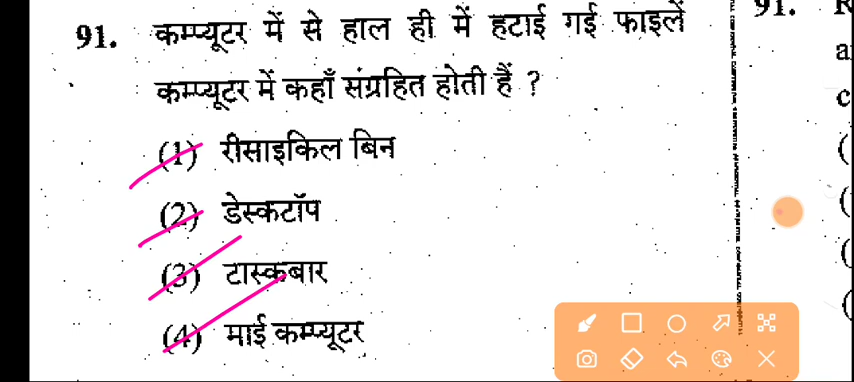 91. कम्प्यूटर में से हाल ही में हटाई गई फाइलें
कम्प्यूटर में कहाँ संग्रहित होती हैं ?
(1) रीसाइकिल बिन
(2) डेस्कटॉप
(3) टास्कबार
(4) माई कम्प्यूटर
91. R
a
c
(
(
(
(